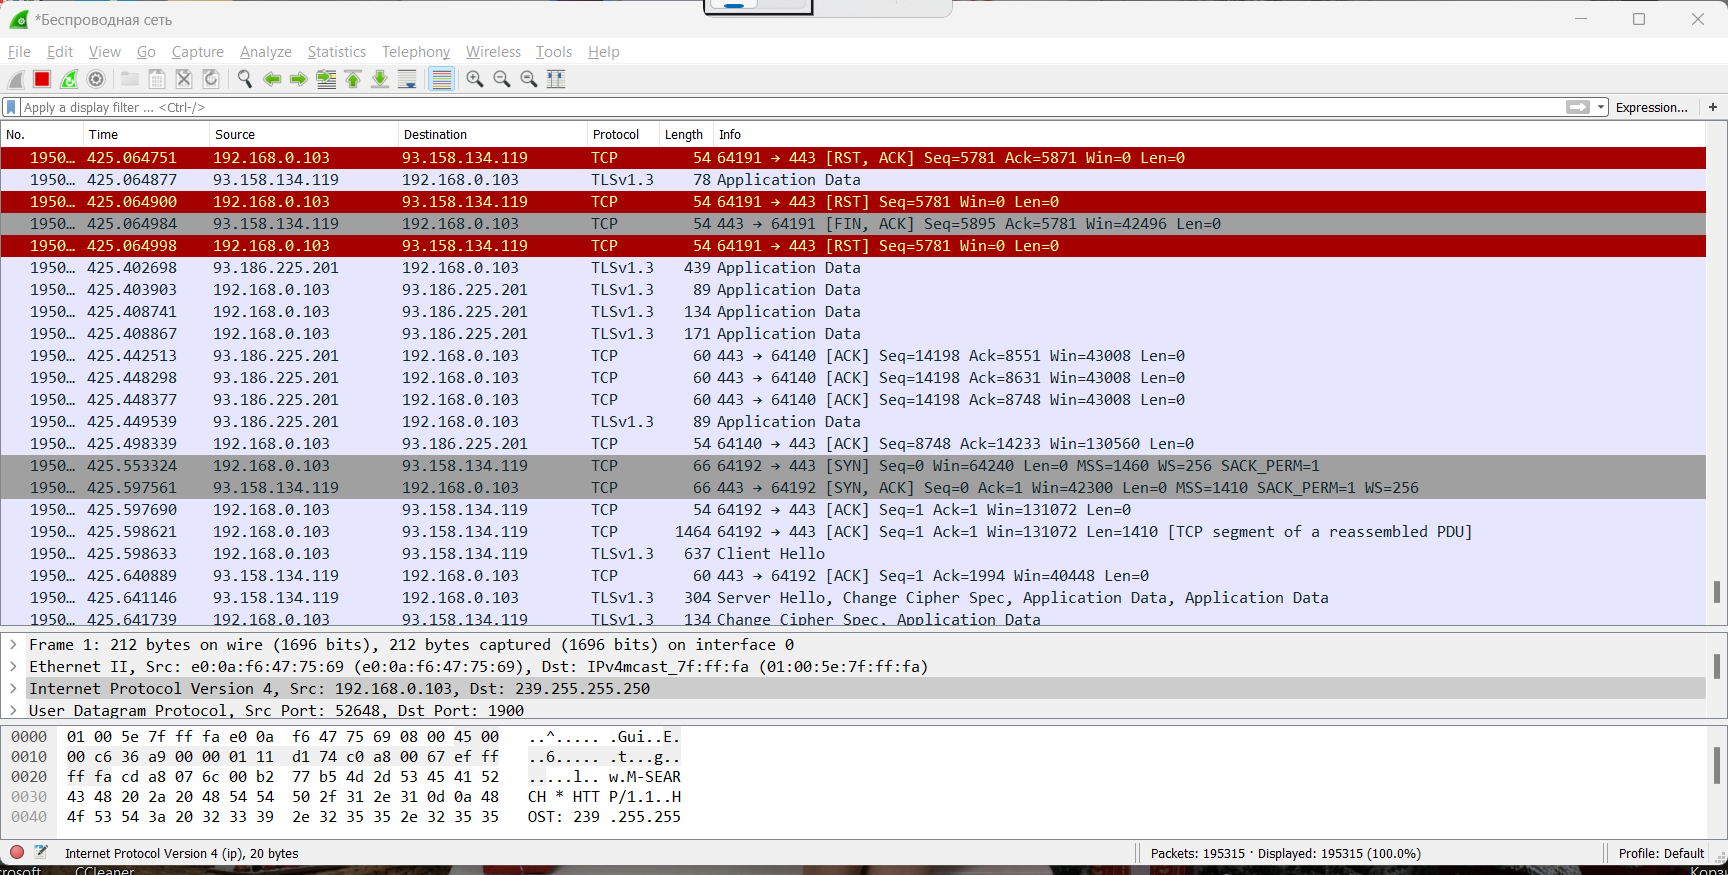 *Беспроводная сеть
File Edit View Go Capture Analyze Statistics Telephony Wireless Tools Help
Apply a display filter ... <Ctrl-/> Expression... +
No. Time Source Destination Protocol Length Info
1950… 425.064751 192.168.0.103 93.158.134.119 TCP 54 64191 → 443 [RST, ACK] Seq=5781 Ack=5871 Win=0 Len=0
1950… 425.064877 93.158.134.119 192.168.0.103 TLSv1.3 78 Application Data
1950… 425.064900 192.168.0.103 93.158.134.119 TCP 54 64191 → 443 [RST] Seq=5781 Win=0 Len=0
1950… 425.064984 93.158.134.119 192.168.0.103 TCP 54 443 → 64191 [FIN, ACK] Seq=5895 Ack=5781 Win=42496 Len=0
1950… 425.064998 192.168.0.103 93.158.134.119 TCP 54 64191 → 443 [RST] Seq=5781 Win=0 Len=0
1950… 425.402698 93.186.225.201 192.168.0.103 TLSv1.3 439 Application Data
1950… 425.403903 192.168.0.103 93.186.225.201 TLSv1.3 89 Application Data
1950… 425.408741 192.168.0.103 93.186.225.201 TLSv1.3 134 Application Data
1950… 425.408867 192.168.0.103 93.186.225.201 TLSv1.3 171 Application Data
1950… 425.442513 93.186.225.201 192.168.0.103 TCP 60 443 → 64140 [ACK] Seq=14198 Ack=8551 Win=43008 Len=0
1950… 425.448298 93.186.225.201 192.168.0.103 TCP 60 443 → 64140 [ACK] Seq=14198 Ack=8631 Win=43008 Len=0
1950… 425.448377 93.186.225.201 192.168.0.103 TCP 60 443 → 64140 [ACK] Seq=14198 Ack=8748 Win=43008 Len=0
1950… 425.449539 93.186.225.201 192.168.0.103 TLSv1.3 89 Application Data
1950… 425.498339 192.168.0.103 93.186.225.201 TCP 54 64140 → 443 [ACK] Seq=8748 Ack=14233 Win=130560 Len=0
1950… 425.553324 192.168.0.103 93.158.134.119 TCP 66 64192 → 443 [SYN] Seq=0 Win=64240 Len=0 MSS=1460 WS=256 SACK_PERM=1
1950… 425.597561 93.158.134.119 192.168.0.103 TCP 66 443 → 64192 [SYN, ACK] Seq=0 Ack=1 Win=42300 Len=0 MSS=1410 SACK_PERM=1 WS=256
1950… 425.597690 192.168.0.103 93.158.134.119 TCP 54 64192 → 443 [ACK] Seq=1 Ack=1 Win=131072 Len=0
1950… 425.598621 192.168.0.103 93.158.134.119 TCP 1464 64192 → 443 [ACK] Seq=1 Ack=1 Win=131072 Len=1410 [TCP segment of a reassembled PDU]
1950… 425.598633 192.168.0.103 93.158.134.119 TLSv1.3 637 Client Hello
1950… 425.640889 93.158.134.119 192.168.0.103 TCP 60 443 → 64192 [ACK] Seq=1 Ack=1994 Win=40448 Len=0
1950… 425.641146 93.158.134.119 192.168.0.103 TLSv1.3 304 Server Hello, Change Cipher Spec, Application Data, Application Data
1950… 425.641739 192.168.0.103 93.158.134.119 TLSv1.3 134 Change Cipher Spec, Application Data
Frame 1: 212 bytes on wire (1696 bits), 212 bytes captured (1696 bits) on interface 0
Ethernet II, Src: e0:0a:f6:47:75:69 (e0:0a:f6:47:75:69), Dst: IPv4mcast_7f:ff:fa (01:00:5e:7f:ff:fa)
Internet Protocol Version 4, Src: 192.168.0.103, Dst: 239.255.255.250
User Datagram Protocol, Src Port: 52648, Dst Port: 1900
0000 01 00 5e 7f ff fa e0 0a f6 47 75 69 08 00 45 00 ..^..... .Gui..E.
0010 00 c6 36 a9 00 00 01 11 d1 74 c0 a8 00 67 ef ff ..6..... .t...g..
0020 ff fa cd a8 07 6c 00 b2 77 b5 4d 2d 53 45 41 52 .....l.. w.M-SEAR
0030 43 48 20 2a 20 48 54 54 50 2f 31 2e 31 0d 0a 48 CH * HTT P/1.1..H
0040 4f 53 54 3a 20 32 33 39 2e 32 35 35 2e 32 35 35 OST: 239 .255.255
Internet Protocol Version 4 (ip), 20 bytes Packets: 195315 · Displayed: 195315 (100.0%) Profile: Default
CCleaner